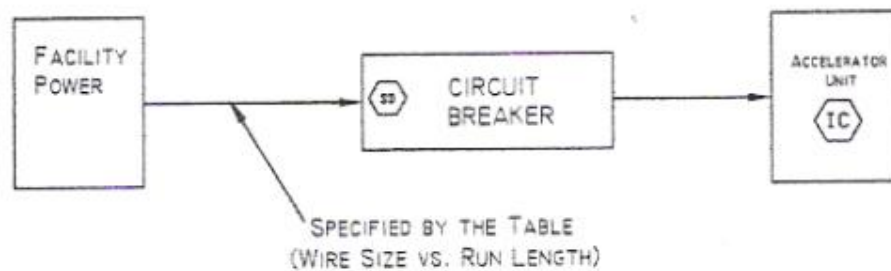 FACILITY
POWER
SD
CIRCUIT
BREAKER
ACCELERATOR
UNIT
IC
SPECIFIED BY THE TABLE
(WIRE SIZE VS. RUN LENGTH)